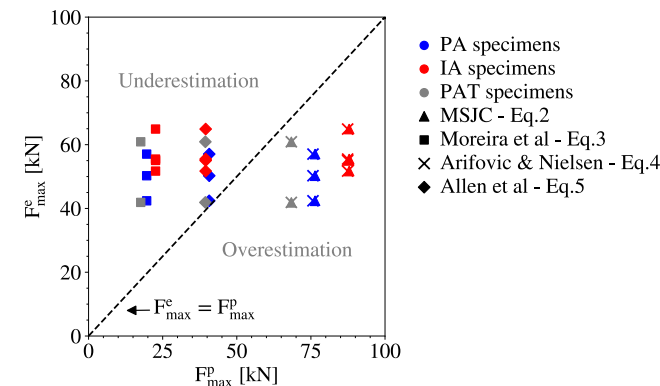 100
80
60
40
20
0
0
25
50
75
100
F^e_max [kN]
F^p_max [kN]
Underestimation
Overestimation
F^e_max = F^p_max
PA specimens
IA specimens
PAT specimens
MSJC - Eq.2
Moreira et al - Eq.3
Arifovic & Nielsen - Eq.4
Allen et al - Eq.5